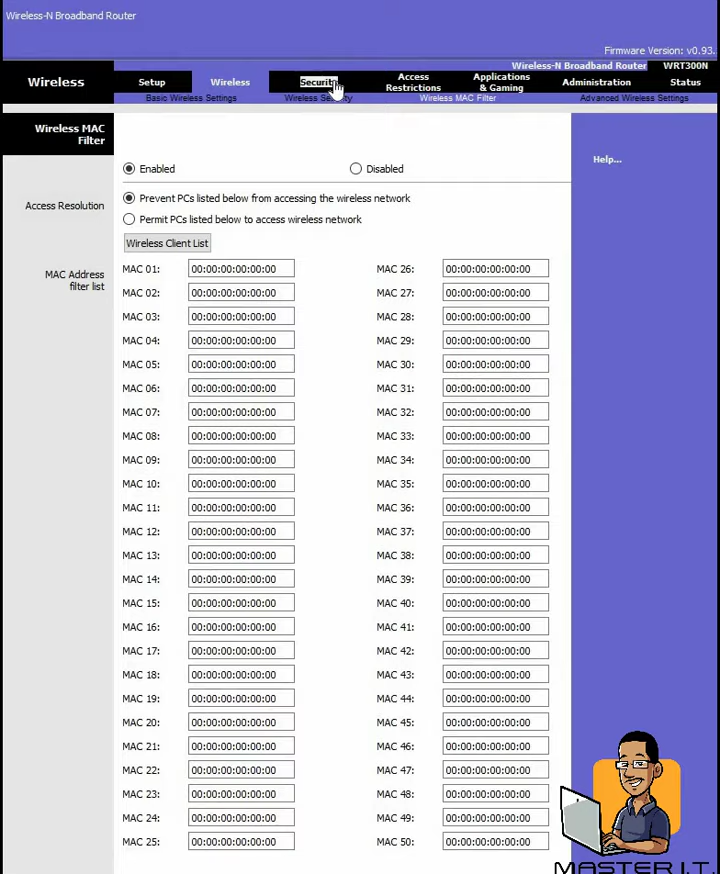 Wireless-N Broadband Router
Firmware Version: v0.93.
Wireless-N Broadband Router WRT300N
Wireless
Setup Wireless Security Access Restrictions Applications & Gaming Administration Status
Basic Wireless Settings Wireless Security Wireless MAC Filter Advanced Wireless Settings
Wireless MAC
Filter
Help...
Enabled Disabled
Access Resolution
Prevent PCs listed below from accessing the wireless network
Permit PCs listed below to access wireless network
Wireless Client List
MAC Address
filter list
MAC 01: 00:00:00:00:00:00 MAC 26: 00:00:00:00:00:00
MAC 02: 00:00:00:00:00:00 MAC 27: 00:00:00:00:00:00
MAC 03: 00:00:00:00:00:00 MAC 28: 00:00:00:00:00:00
MAC 04: 00:00:00:00:00:00 MAC 29: 00:00:00:00:00:00
MAC 05: 00:00:00:00:00:00 MAC 30: 00:00:00:00:00:00
MAC 06: 00:00:00:00:00:00 MAC 31: 00:00:00:00:00:00
MAC 07: 00:00:00:00:00:00 MAC 32: 00:00:00:00:00:00
MAC 08: 00:00:00:00:00:00 MAC 33: 00:00:00:00:00:00
MAC 09: 00:00:00:00:00:00 MAC 34: 00:00:00:00:00:00
MAC 10: 00:00:00:00:00:00 MAC 35: 00:00:00:00:00:00
MAC 11: 00:00:00:00:00:00 MAC 36: 00:00:00:00:00:00
MAC 12: 00:00:00:00:00:00 MAC 37: 00:00:00:00:00:00
MAC 13: 00:00:00:00:00:00 MAC 38: 00:00:00:00:00:00
MAC 14: 00:00:00:00:00:00 MAC 39: 00:00:00:00:00:00
MAC 15: 00:00:00:00:00:00 MAC 40: 00:00:00:00:00:00
MAC 16: 00:00:00:00:00:00 MAC 41: 00:00:00:00:00:00
MAC 17: 00:00:00:00:00:00 MAC 42: 00:00:00:00:00:00
MAC 18: 00:00:00:00:00:00 MAC 43: 00:00:00:00:00:00
MAC 19: 00:00:00:00:00:00 MAC 44: 00:00:00:00:00:00
MAC 20: 00:00:00:00:00:00 MAC 45: 00:00:00:00:00:00
MAC 21: 00:00:00:00:00:00 MAC 46: 00:00:00:00:00:00
MAC 22: 00:00:00:00:00:00 MAC 47: 00:00:00:00:00:00
MAC 23: 00:00:00:00:00:00 MAC 48: 00:00:00:00:00:00
MAC 24: 00:00:00:00:00:00 MAC 49: 00:00:00:00:00:00
MAC 25: 00:00:00:00:00:00 MAC 50: 00:00:00:00:00:00
MASTER I.T.